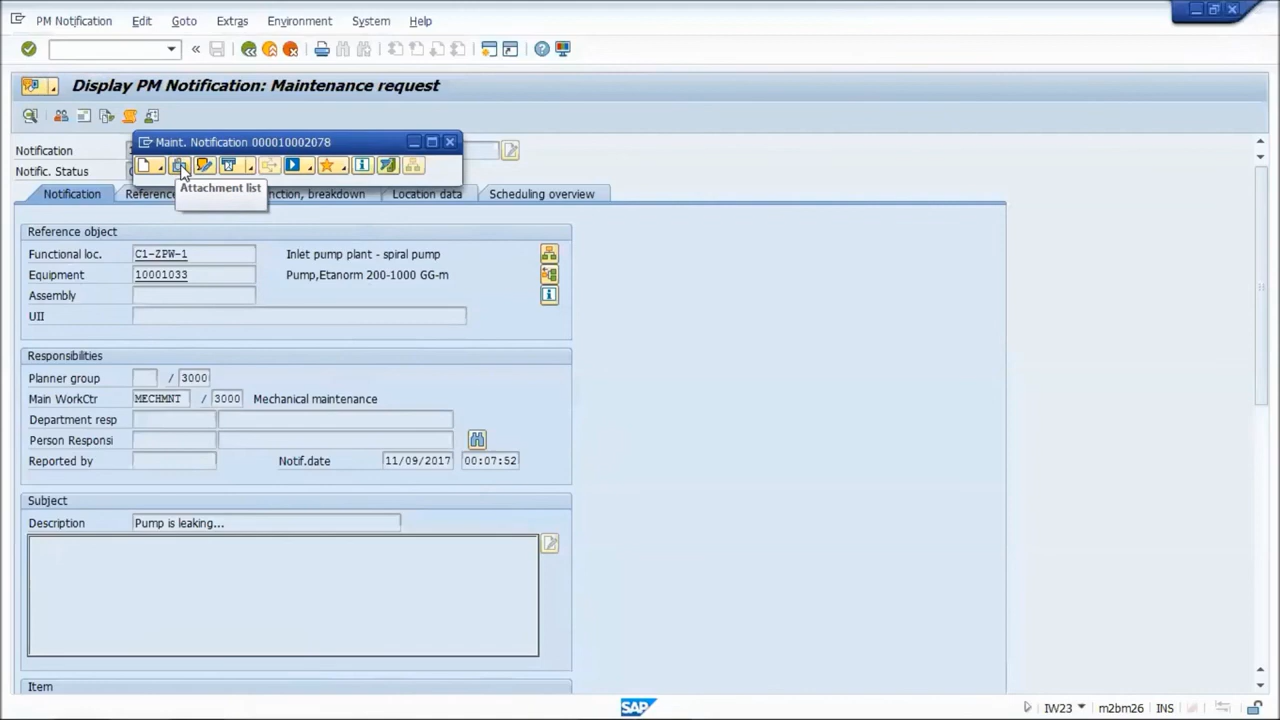 PM Notification Edit Goto Extras Environment System Help
Display PM Notification: Maintenance request
Maint. Notification 000010002078
Notification
Notific. Status
Attachment list
Notification Reference nction, breakdown Location data Scheduling overview
Reference object
Functional loc. C1-ZPW-1 Inlet pump plant - spiral pump
Equipment 10001033 Pump,Etanorm 200-1000 GG-m
Assembly
UII
Responsibilities
Planner group / 3000
Main WorkCtr MECHMNT / 3000 Mechanical maintenance
Department resp
Person Responsi
Reported by Notif.date 11/09/2017 00:07:52
Subject
Description Pump is leaking...
Item
SAP IW23 m2bm26 INS